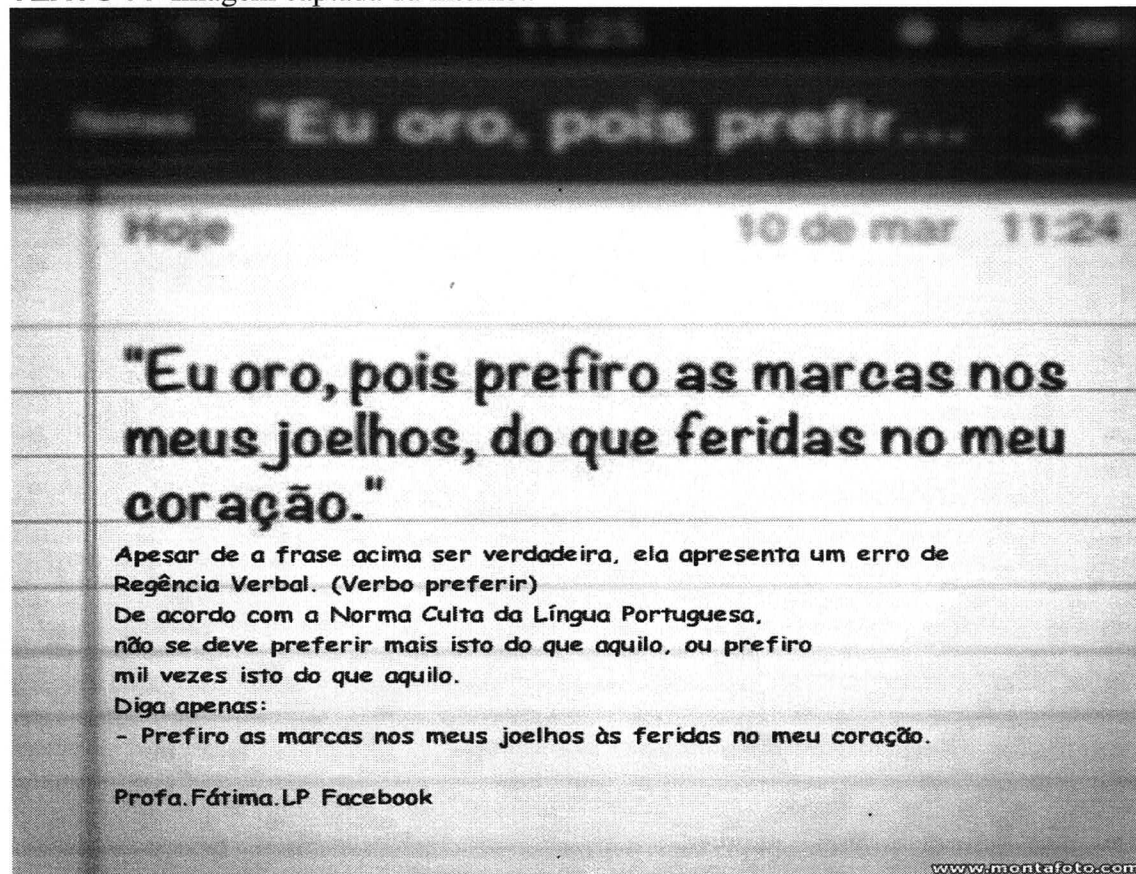 11:25
"Eu oro, pois prefir... +
Hoje 10 de mar 11:24
"Eu oro, pois prefiro as marcas nos
meus joelhos, do que feridas no meu
coração."
Apesar de a frase acima ser verdadeira, ela apresenta um erro de
Regência Verbal. (Verbo preferir)
De acordo com a Norma Culta da Língua Portuguesa,
não se deve preferir mais isto do que aquilo, ou prefiro
mil vezes isto do que aquilo.
Diga apenas:
- Prefiro as marcas nos meus joelhos às feridas no meu coração.
Profa.Fátima.LP Facebook
www.montafoto.com